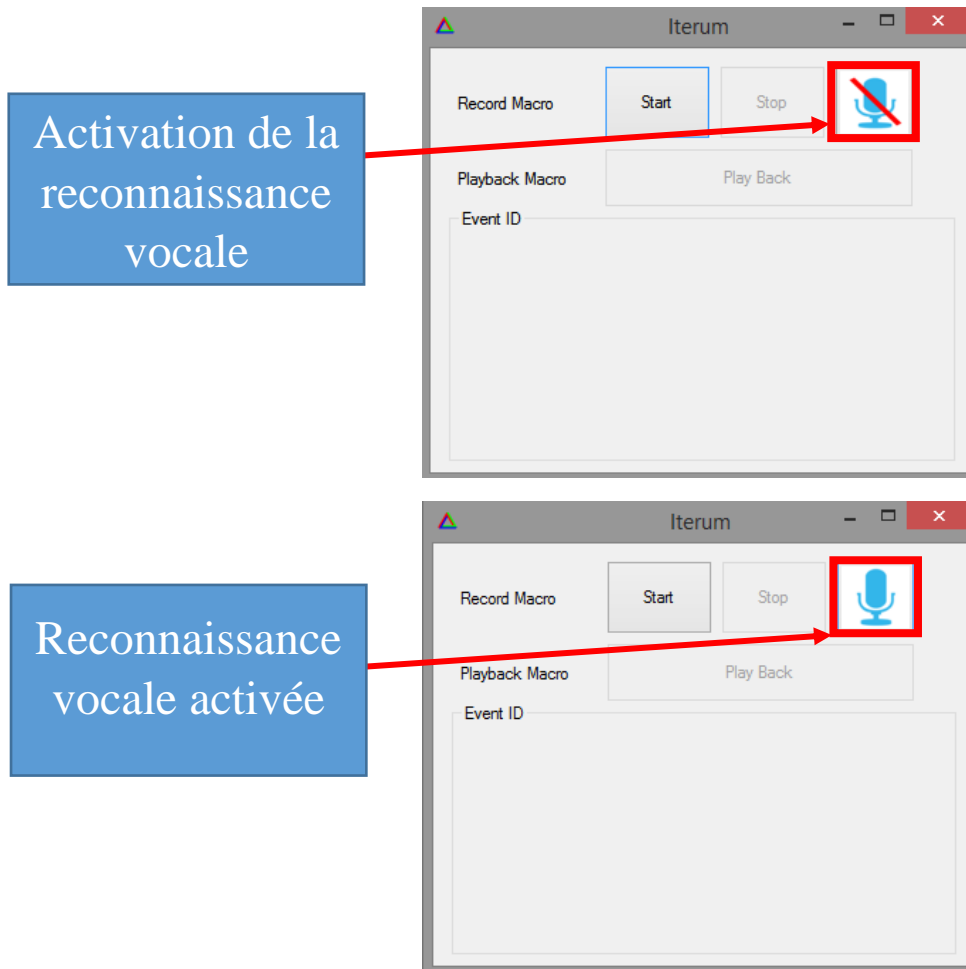 Iterum
Activation de la
reconnaissance
vocale
Record Macro
Start
Stop
Playback Macro
Play Back
Event ID
Iterum
Reconnaissance
vocale activée
Record Macro
Start
Stop
Playback Macro
Play Back
Event ID